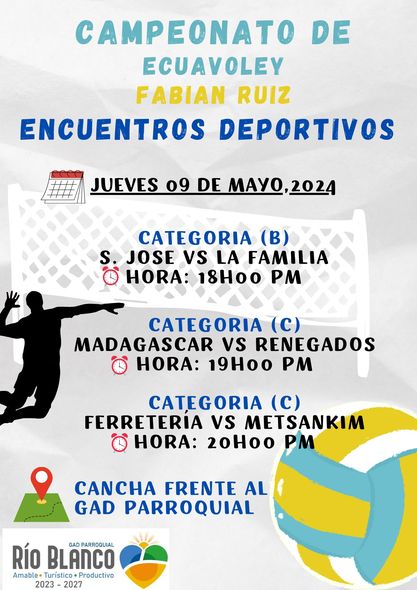 CAMPEONATO DE
ECUAVOLEY
FABIAN RUIZ
ENCUENTROS DEPORTIVOS
JUEVES 09 DE MAYO,2024
CATEGORIA (B)
S. JOSE VS LA FAMILIA
HORA: 18H00 PM
CATEGORIA (C)
MADAGASCAR VS RENEGADOS
HORA: 19H00 PM
CATEGORIA (C)
FERRETERÍA VS METSANKIM
HORA: 20H00 PM
CANCHA FRENTE AL
GAD PARROQUIAL
GAD PARROQUIAL
RÍO BLANCO
Amable • Turístico • Productivo
2023 - 2027